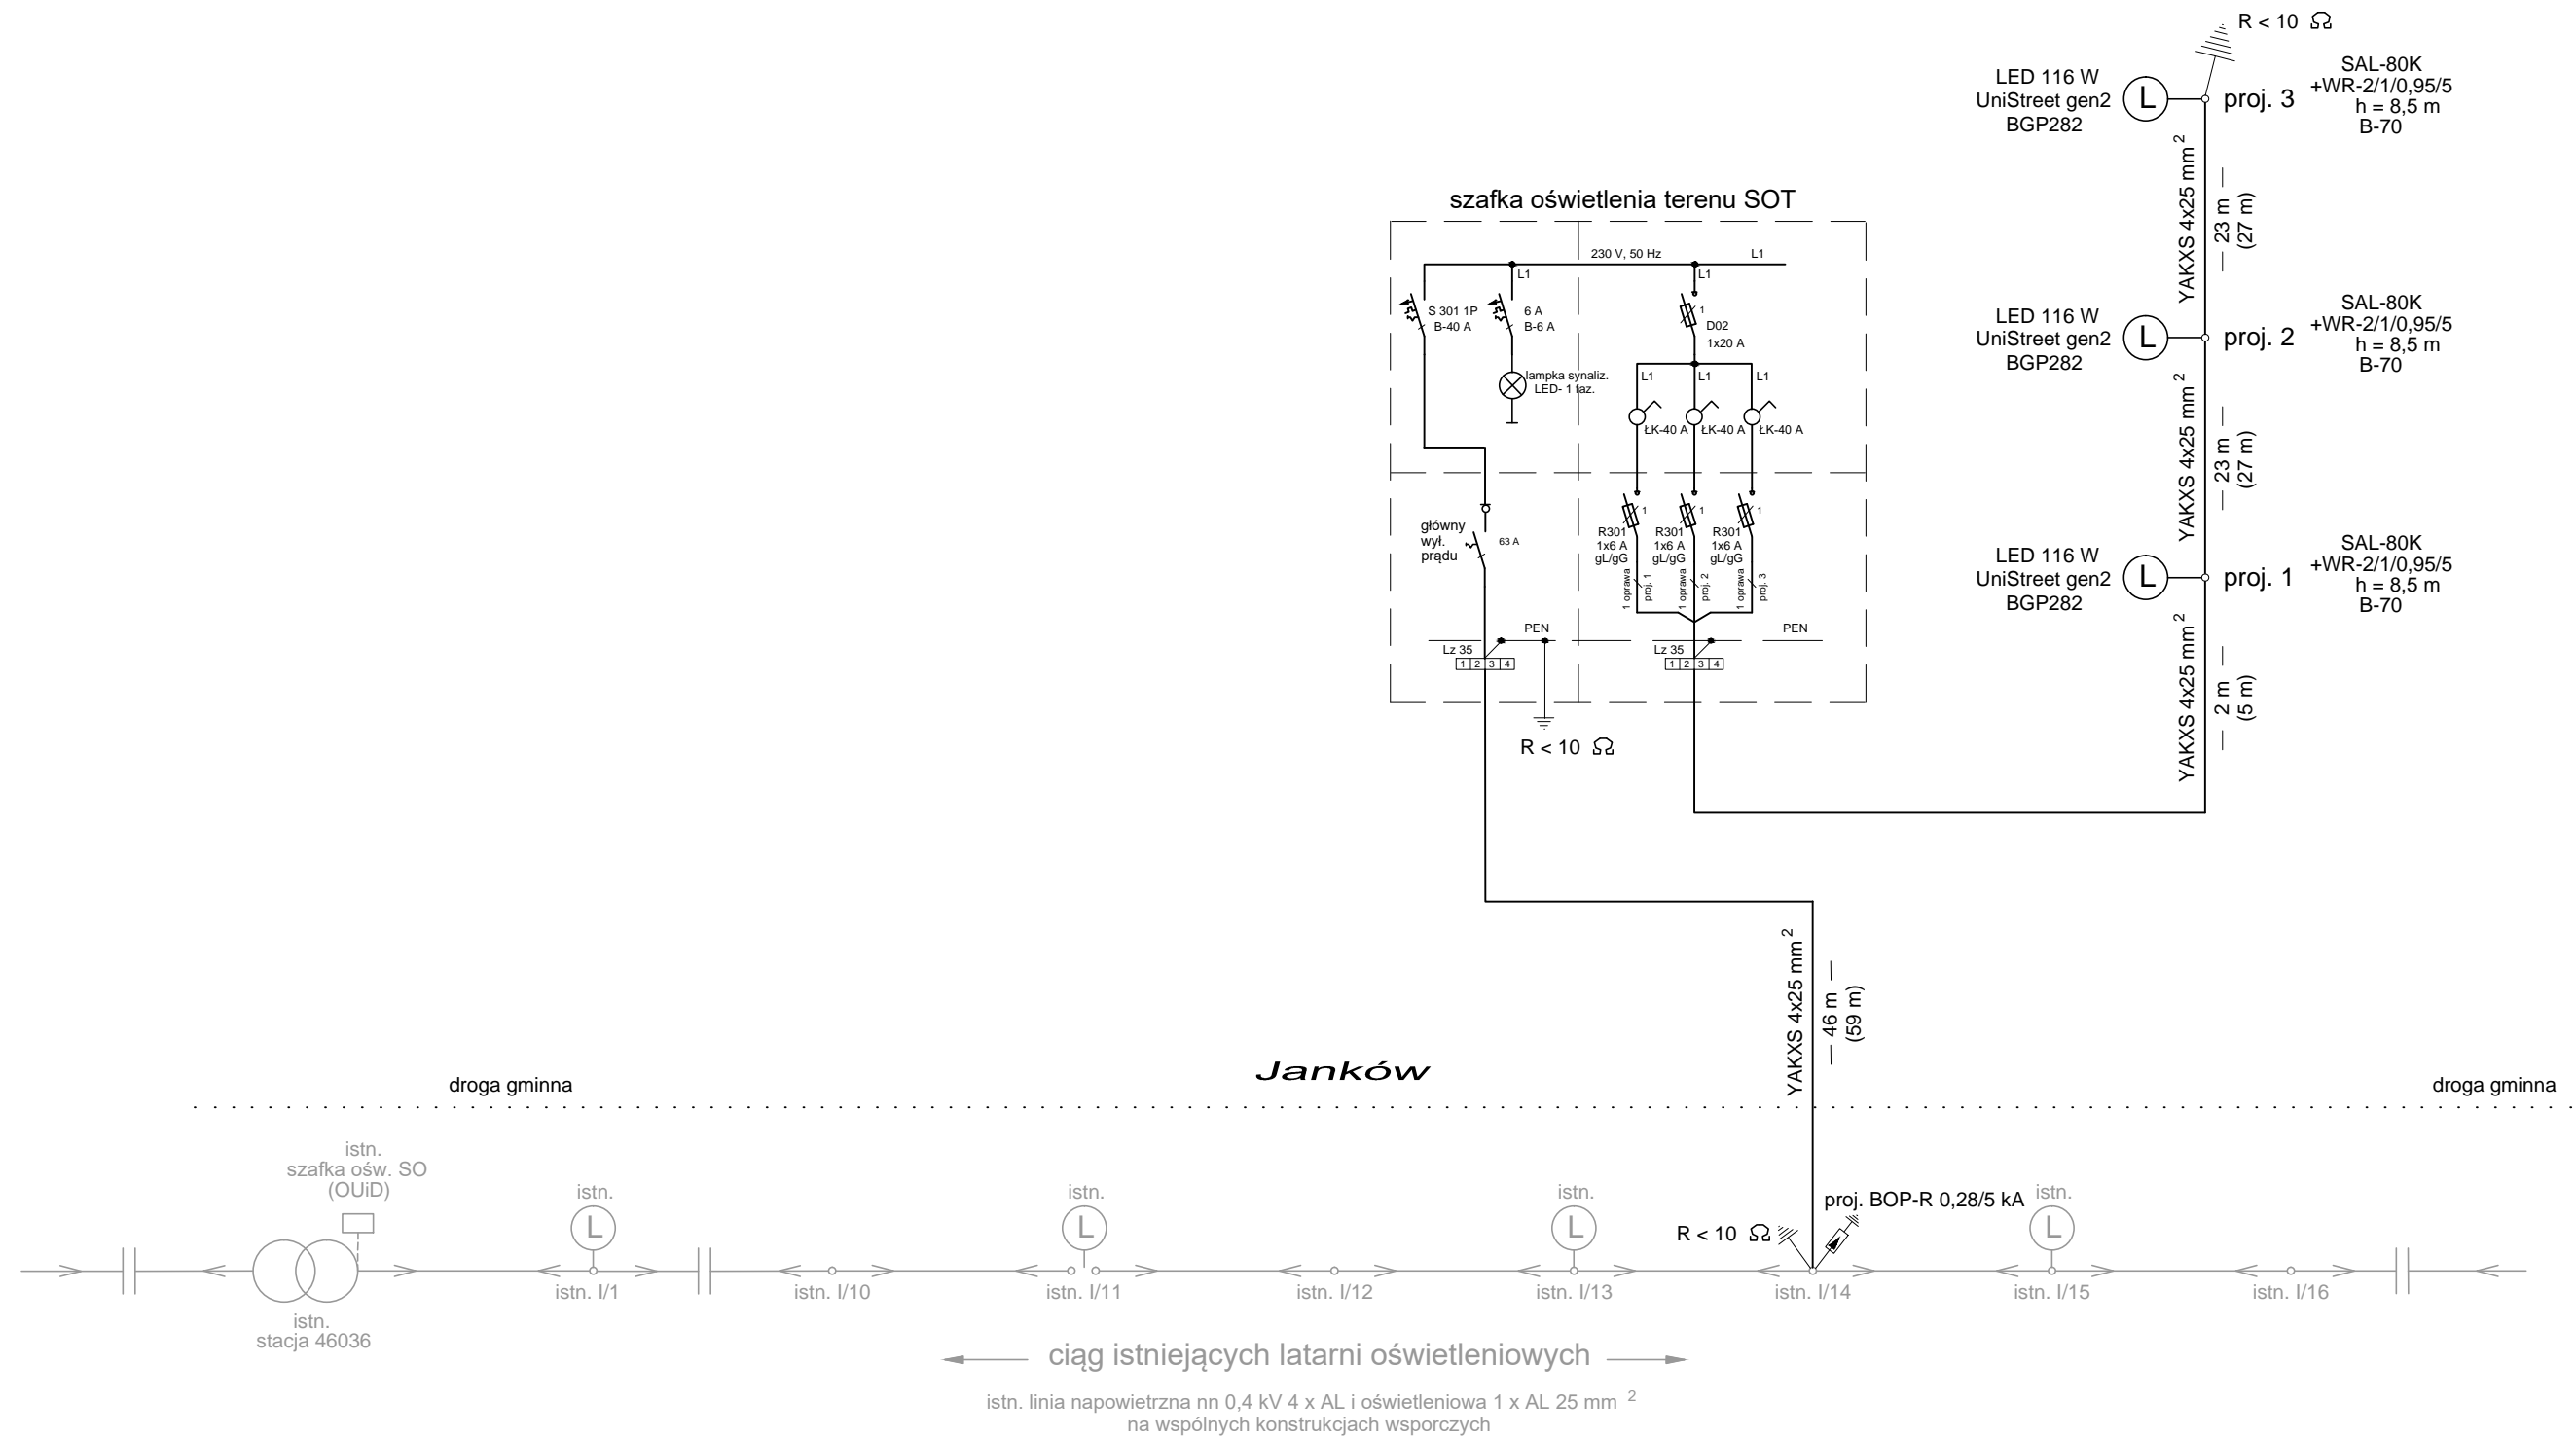 R < 10 Ω
LED 116 W
UniStreet gen2
BGP282
L
proj. 3
SAL-80K
+WR-2/1/0,95/5
h = 8,5 m
B-70
YAKXS 4x25 mm 2
23 m
(27 m)
LED 116 W
UniStreet gen2
BGP282
L
proj. 2
SAL-80K
+WR-2/1/0,95/5
h = 8,5 m
B-70
YAKXS 4x25 mm 2
23 m
(27 m)
LED 116 W
UniStreet gen2
BGP282
L
proj. 1
SAL-80K
+WR-2/1/0,95/5
h = 8,5 m
B-70
YAKXS 4x25 mm 2
2 m
(5 m)
szafka oświetlenia terenu SOT
230 V, 50 Hz
L1
L1
L1
S 301 1P
B-40 A
6 A
B-6 A
1
D02
1x20 A
lampka synaliz.
LED- 1 faz.
L1
L1
L1
ŁK-40 A
ŁK-40 A
ŁK-40 A
główny
wył.
prądu
63 A
1
1
1
R301
1x6 A
gL/gG
R301
1x6 A
gL/gG
R301
1x6 A
gL/gG
1 oprawa
proj. 1
1 oprawa
proj. 2
1 oprawa
proj. 3
PEN
PEN
Lz 35
1 2 3 4
Lz 35
1 2 3 4
R < 10 Ω
YAKXS 4x25 mm 2
46 m
(59 m)
droga gminna
Janków
droga gminna
istn.
szafka ośw. SO
(OUiD)
istn.
L
istn.
L
istn.
L
R < 10 Ω
proj. BOP-R 0,28/5 kA
istn.
L
istn. I/1
istn. I/10
istn. I/11
istn. I/12
istn. I/13
istn. I/14
istn. I/15
istn. I/16
istn.
stacja 46036
ciąg istniejących latarni oświetleniowych
istn. linia napowietrzna nn 0,4 kV 4 x AL i oświetleniowa 1 x AL 25 mm 2
na wspólnych konstrukcjach wsporczych